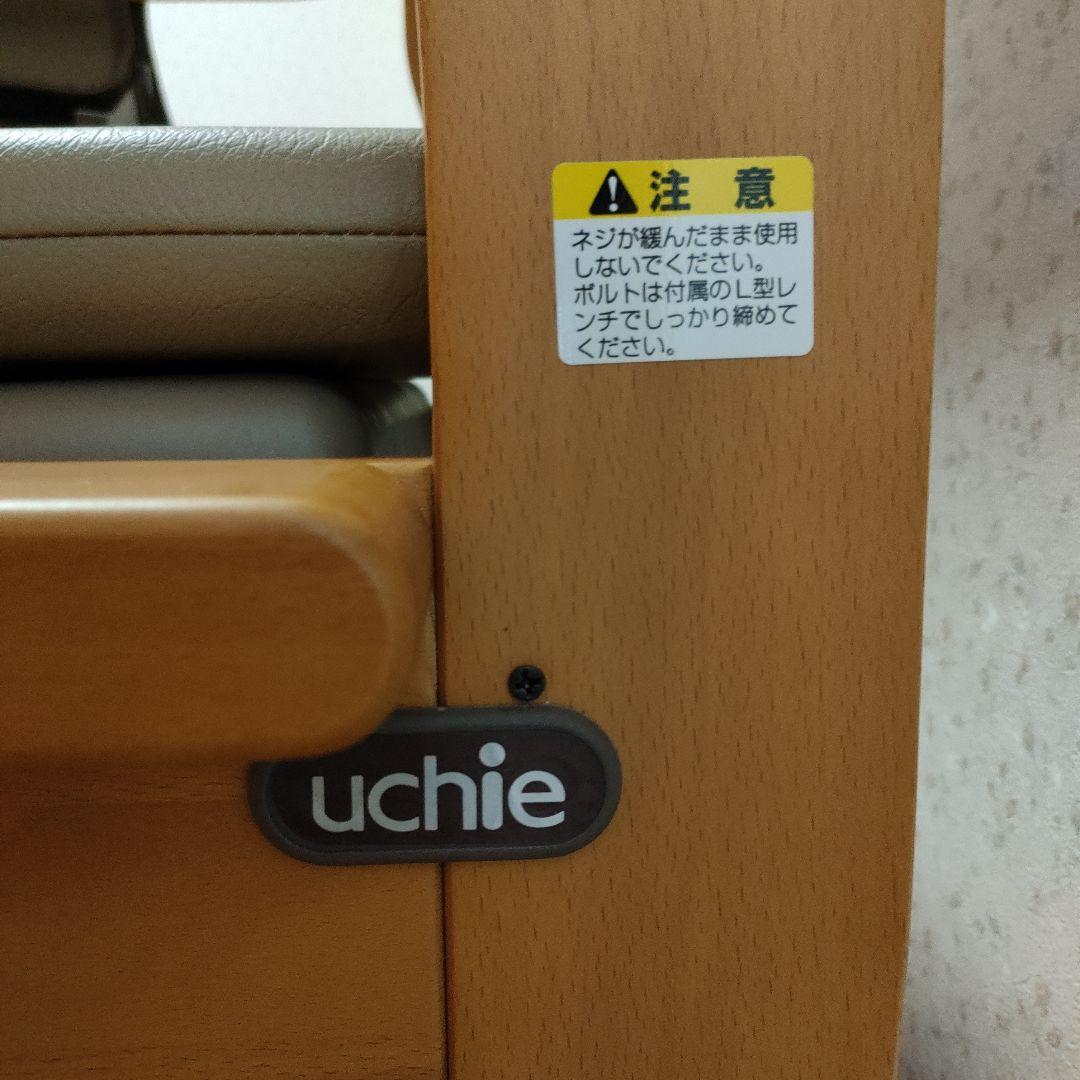 注 意
ネジが緩んだまま使用
しないでください。
ボルトは付属のL型レ
ンチでしっかり締めて
ください。
uchie